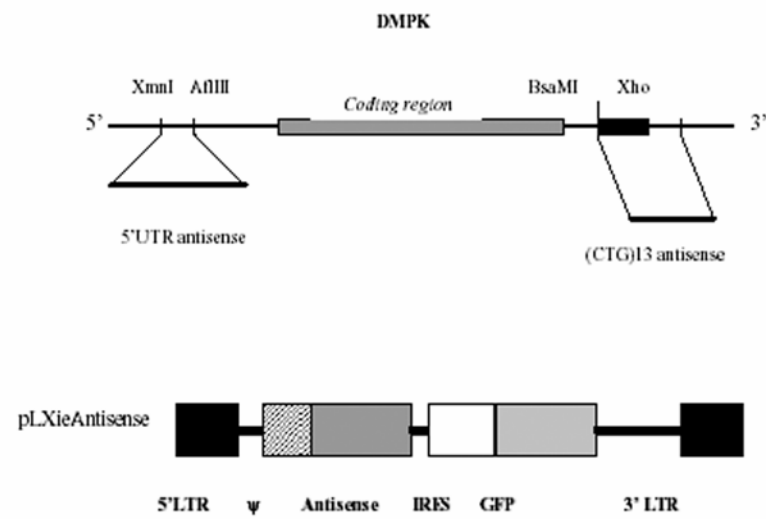 DMPK
XmnI AflIII BsaMI Xho
Coding region
5’ 3’
5’UTR antisense
(CTG)13 antisense
pLXieAntisense
5’LTR ψ Antisense IRES GFP 3’ LTR